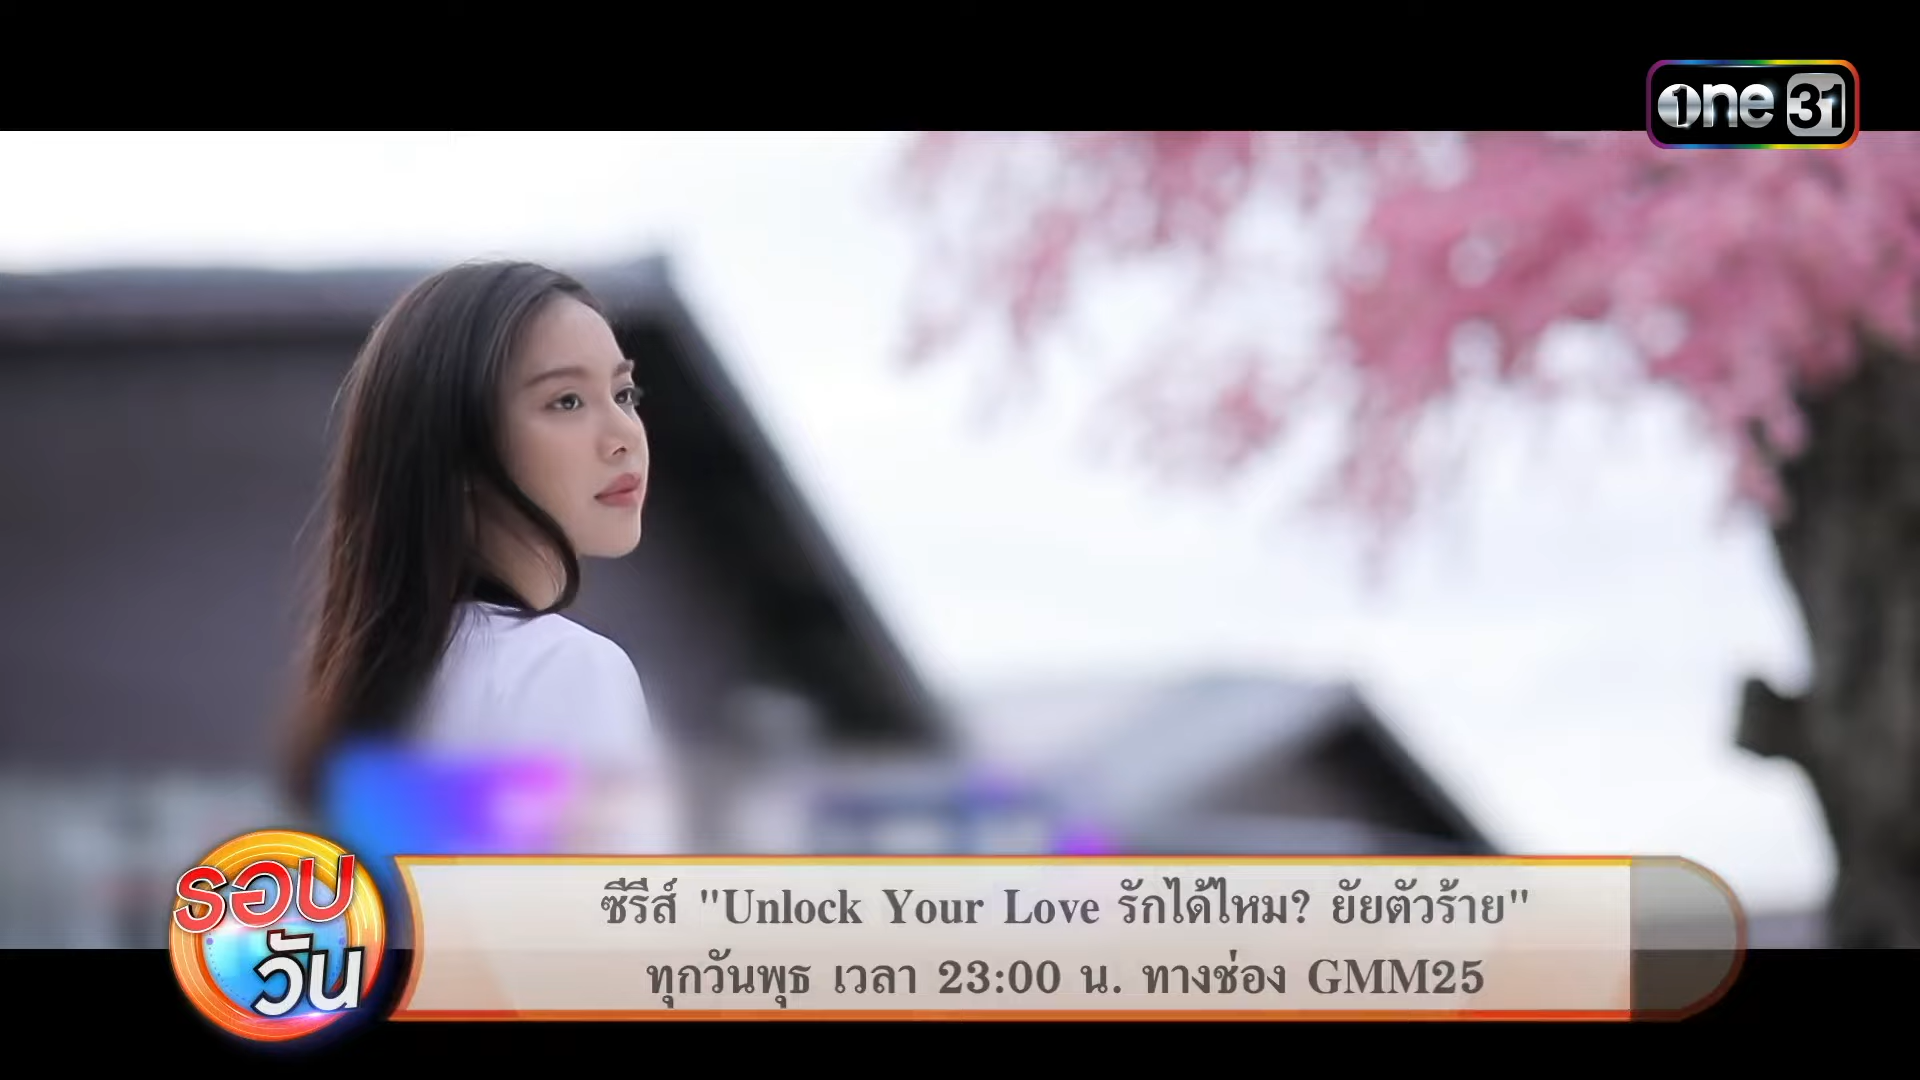 one 31
รอบ
วัน
ซีรีส์ "Unlock Your Love รักได้ไหม? ยัยตัวร้าย"
ทุกวันพุธ เวลา 23:00 น. ทางช่อง GMM25